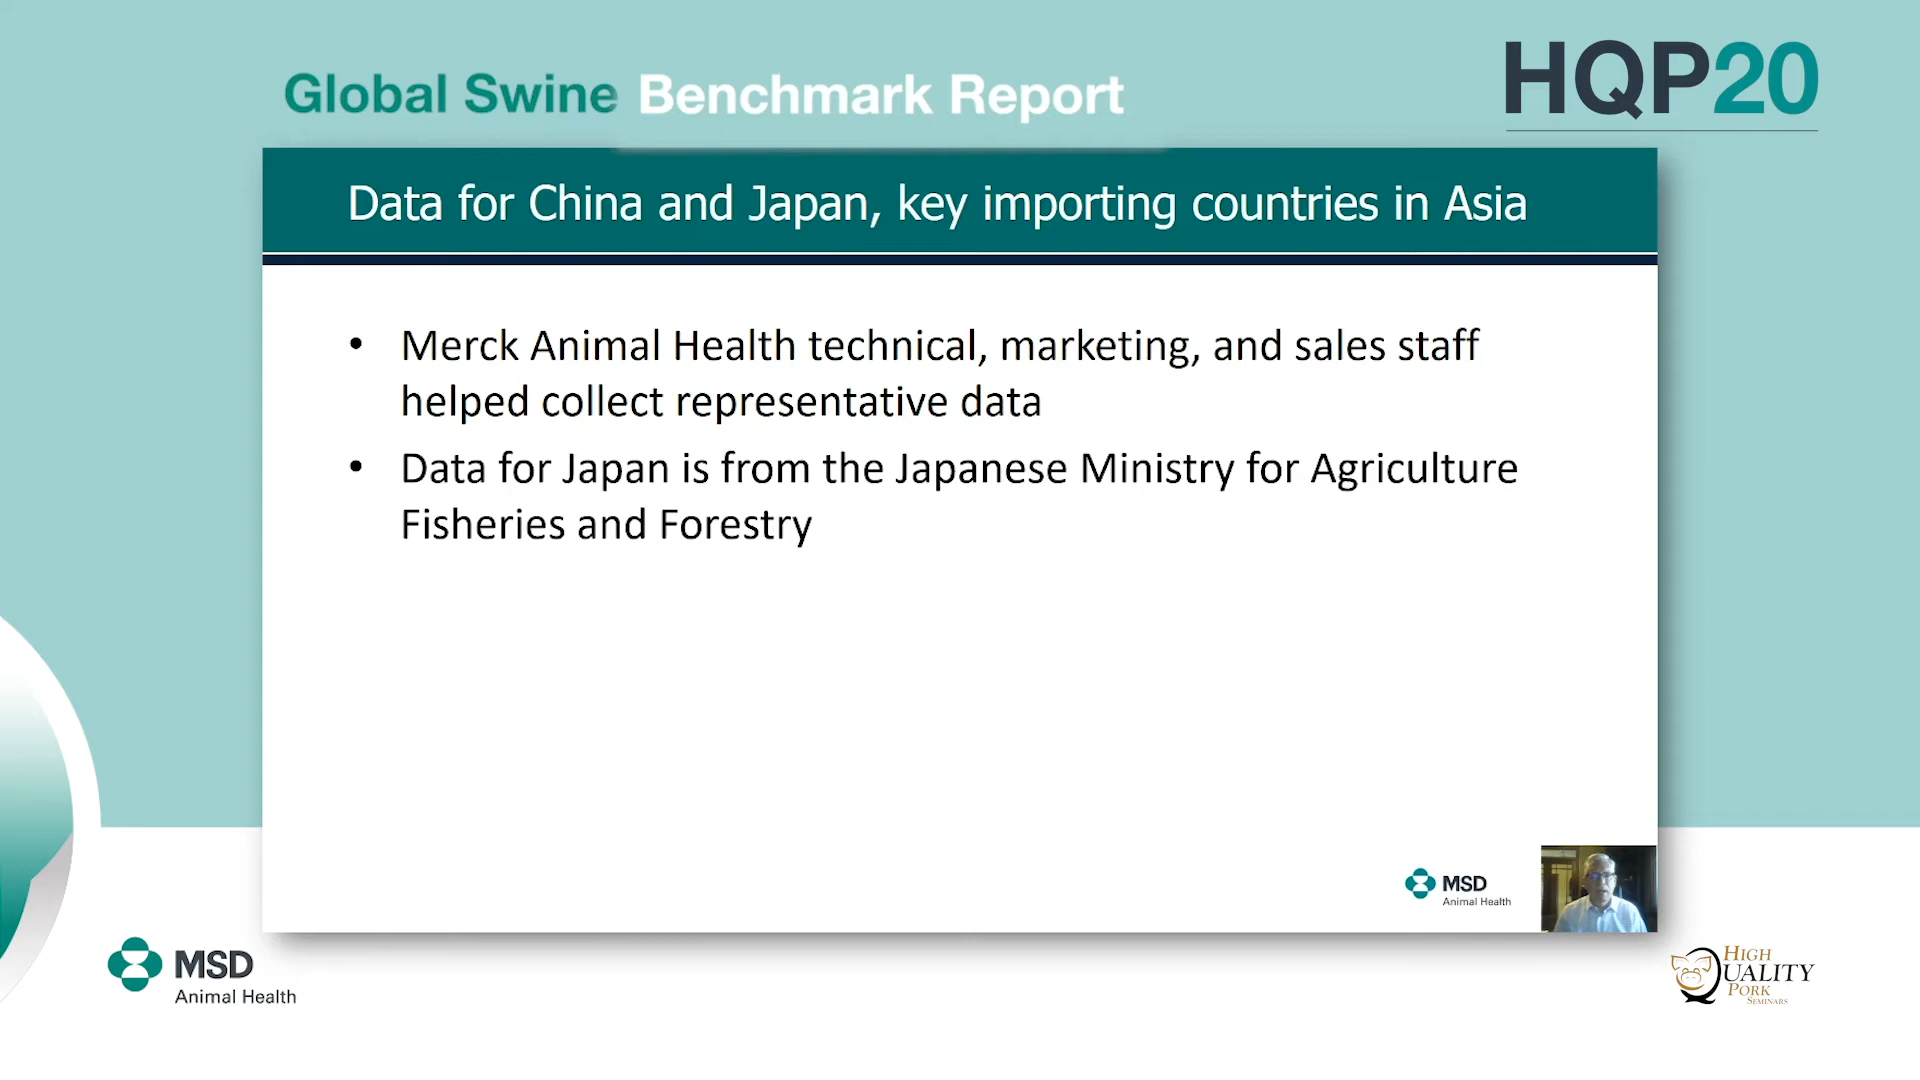 Global Swine Benchmark Report
HQP20
Data for China and Japan, key importing countries in Asia
• Merck Animal Health technical, marketing, and sales staff
helped collect representative data
• Data for Japan is from the Japanese Ministry for Agriculture
Fisheries and Forestry
MSD
Animal Health
MSD
Animal Health
HIGH
QUALITY
PORK
SEMINARS